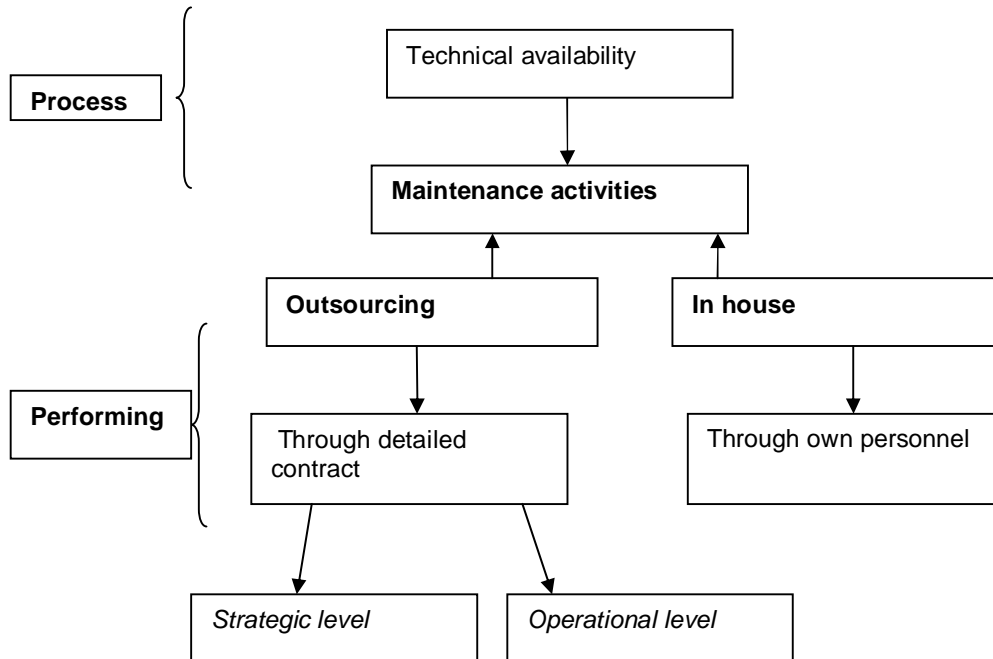 Technical availability
Process
Maintenance activities
Outsourcing
In house
Performing
Through detailed
contract
Through own personnel
Strategic level
Operational level